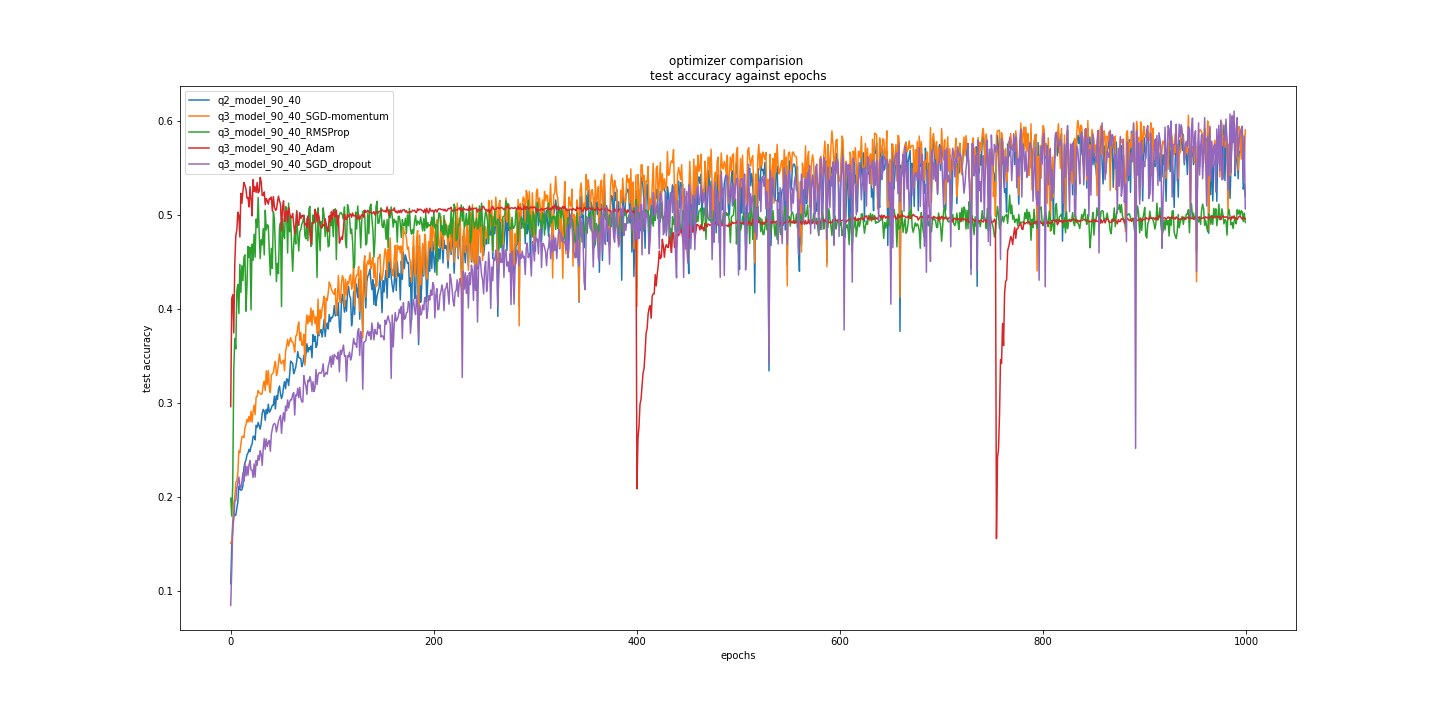 optimizer comparision
test accuracy against epochs
q2_model_90_40
q3_model_90_40_SGD-momentum
q3_model_90_40_RMSProp
q3_model_90_40_Adam
q3_model_90_40_SGD_dropout
test accuracy
0.6
0.5
0.4
0.3
0.2
0.1
0
200
400
600
800
1000
epochs